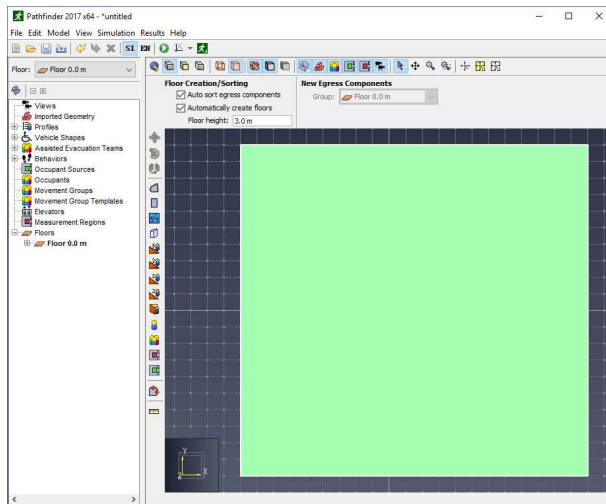 Pathfinder 2017 x64 - *untitled
File Edit Model View Simulation Results Help
SI EN
Floor: Floor 0.0 m
Views
Imported Geometry
Profiles
Vehicle Shapes
Assisted Evacuation Teams
Behaviors
Occupant Sources
Occupants
Movement Groups
Movement Group Templates
Elevators
Measurement Regions
Floors
Floor 0.0 m
Floor Creation/Sorting
Auto sort egress components
Automatically create floors
Floor height: 3.0 m
New Egress Components
Group: Floor 0.0 m
Y
X
Z